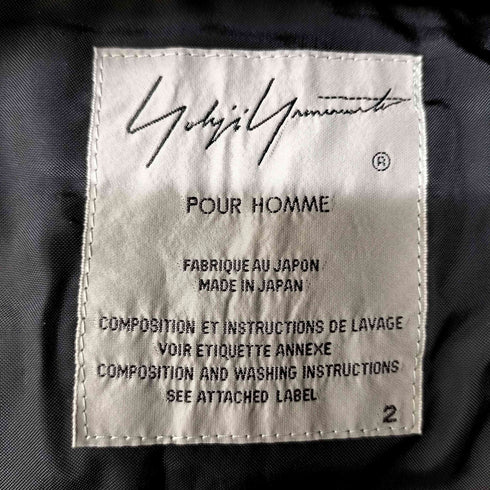 Yohji Yamamoto
®
POUR HOMME
FABRIQUE AU JAPON
MADE IN JAPAN
COMPOSITION ET INSTRUCTIONS DE LAVAGE
VOIR ETIQUETTE ANNEXE
COMPOSITION AND WASHING INSTRUCTIONS
SEE ATTACHED LABEL
2